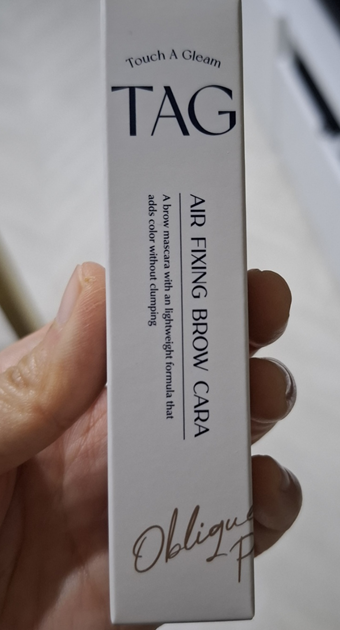 Touch A Gleam
TAG
AIR FIXING BROW CARA
A brow mascara with an lightweight formula that
adds color without clumping
Oblique